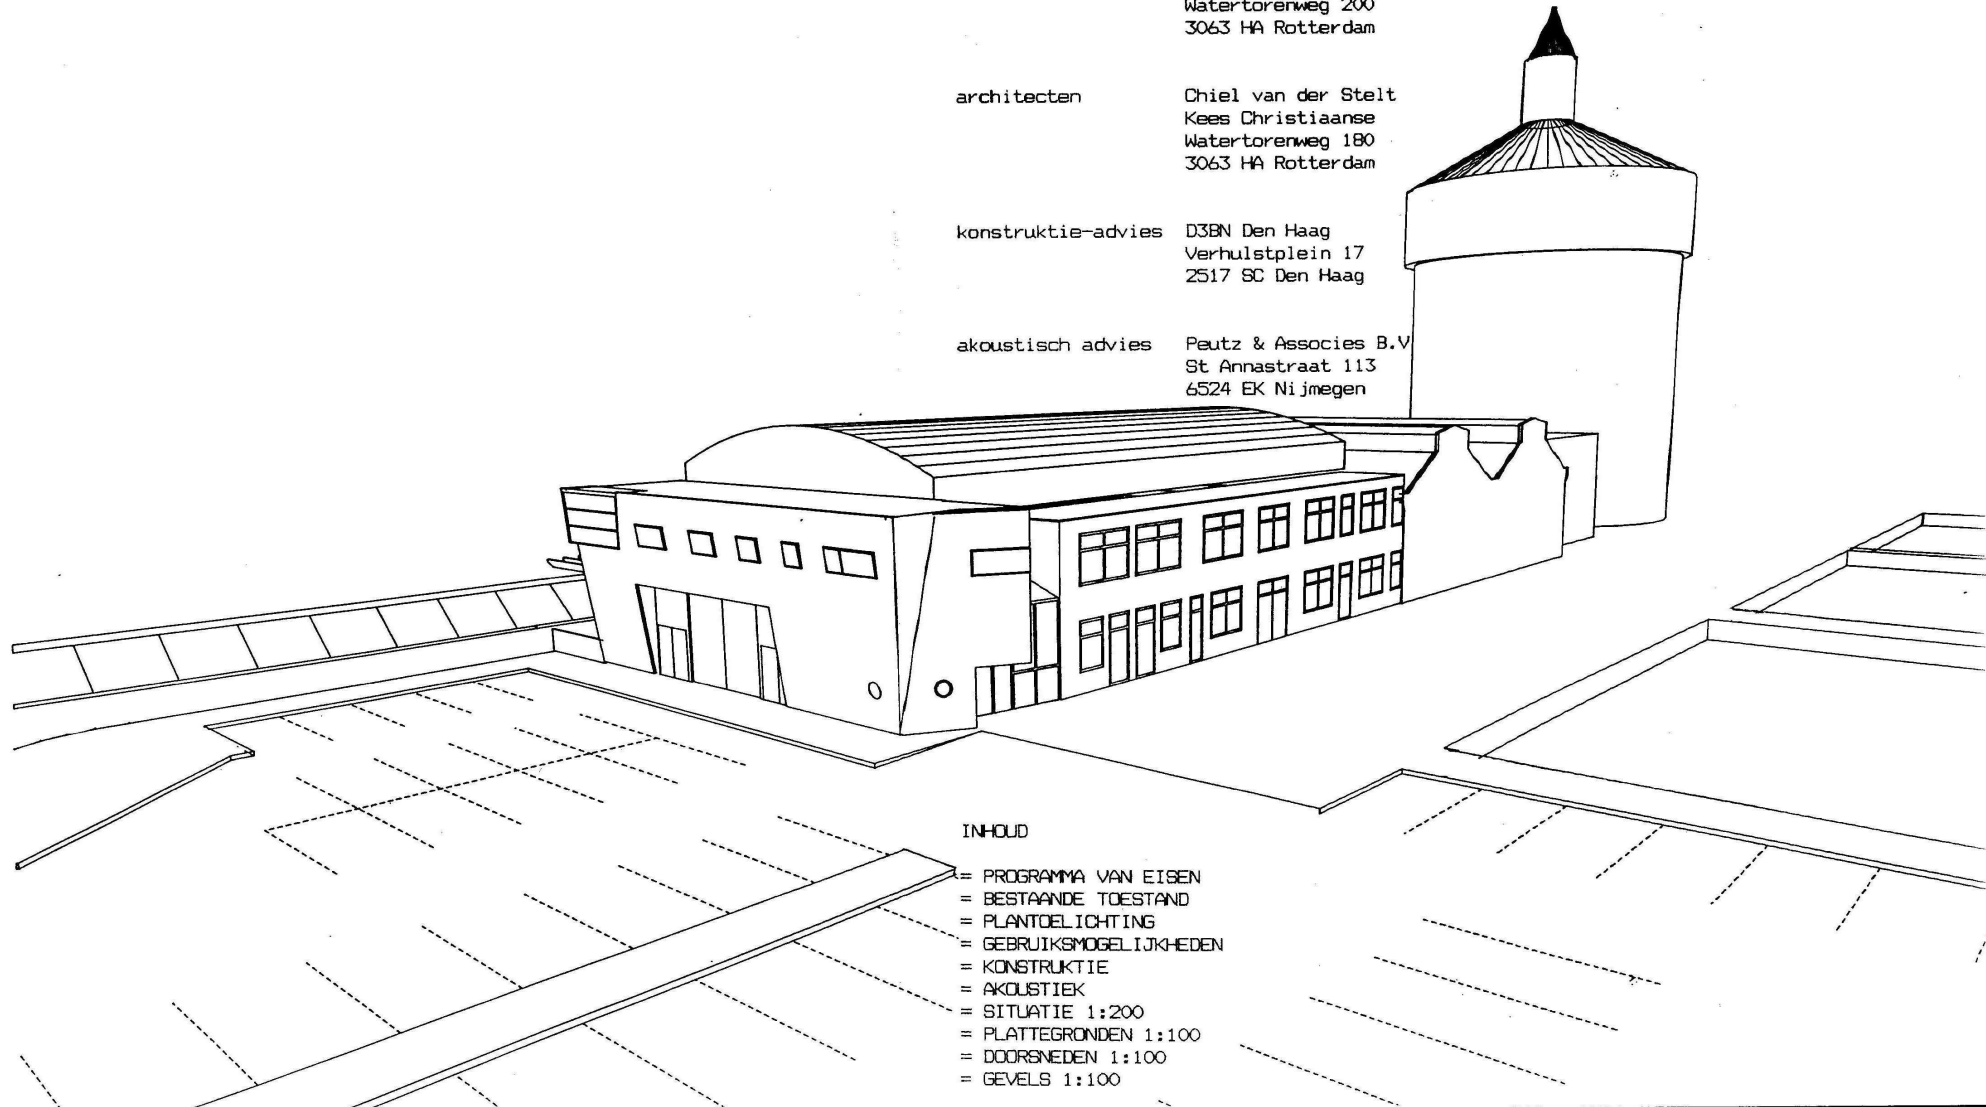 Watertorenweg 200
3063 HA Rotterdam
architecten Chiel van der Stelt
Kees Christiaanse
Watertorenweg 180
3063 HA Rotterdam
konstruktie-advies D3BN Den Haag
Verhulstplein 17
2517 SC Den Haag
akoustisch advies Peutz & Associes B.V
St Annastraat 113
6524 EK Nijmegen
INHOUD
= PROGRAMMA VAN EISEN
= BESTAANDE TOESTAND
= PLANTOELICHTING
= GEBRUIKSMOGELIJKHEDEN
= KONSTRUKTIE
= AKOUSTIEK
= SITUATIE 1:200
= PLATTEGRONDEN 1:100
= DOORSNEDEN 1:100
= GEVELS 1:100